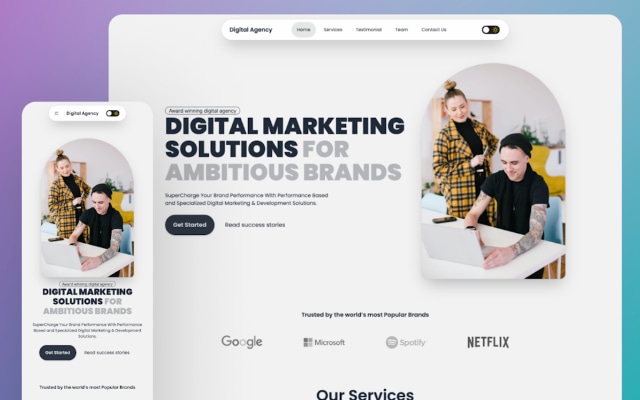 Digital Agency
Home Services Testimonial Team Contact Us
Award winning digital agency
DIGITAL MARKETING
SOLUTIONS FOR
AMBITIOUS BRANDS
SuperCharge Your Brand Performance With Performance Based
and Specialized Digital Marketing & Development Solutions.
Get Started Read success stories
Trusted by the world's most Popular Brands
Google Microsoft Spotify NETFLIX
Our Services
Digital Agency
Award winning digital agency
DIGITAL MARKETING
SOLUTIONS FOR
AMBITIOUS BRANDS
SuperCharge Your Brand Performance With Performance
Based and Specialized Digital Marketing & Development
Solutions.
Get Started Read success stories
Trusted by the world's most Popular Brands